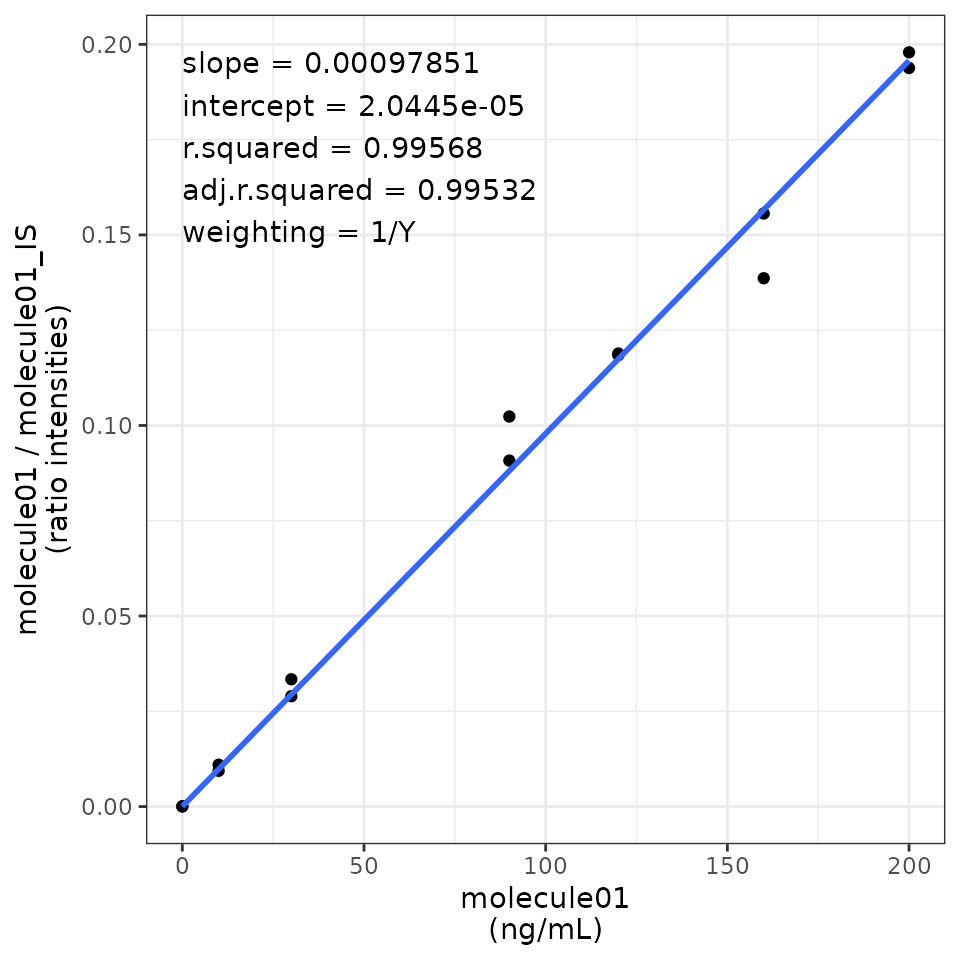 slope = 0.00097851
intercept = 2.0445e-05
r.squared = 0.99568
adj.r.squared = 0.99532
weighting = 1/Y
0.20
0.15
0.10
0.05
0.00
molecule01 / molecule01_IS
(ratio intensities)
0 50 100 150 200
molecule01
(ng/mL)